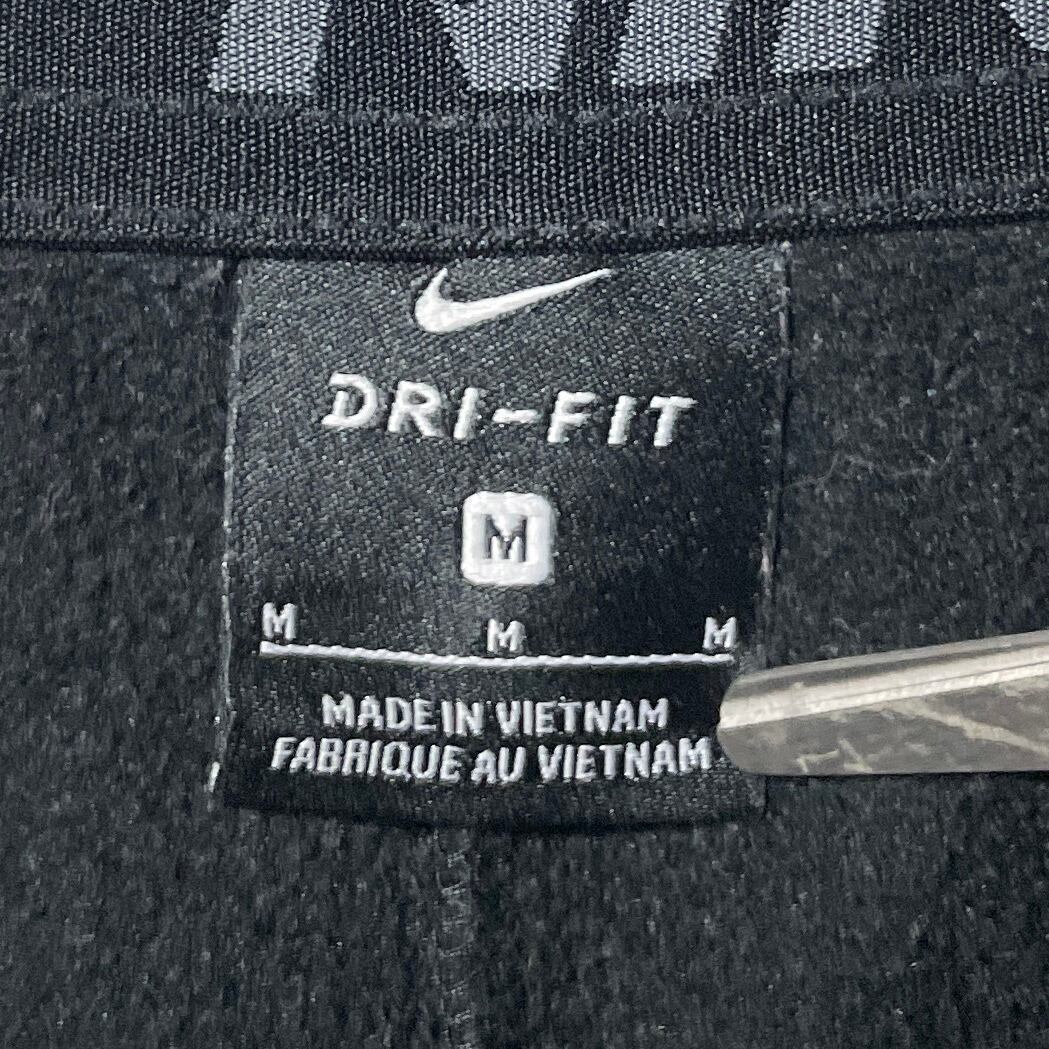 DRI-FIT
M
M M M
MADE IN VIETNAM
FABRIQUE AU VIETNAM